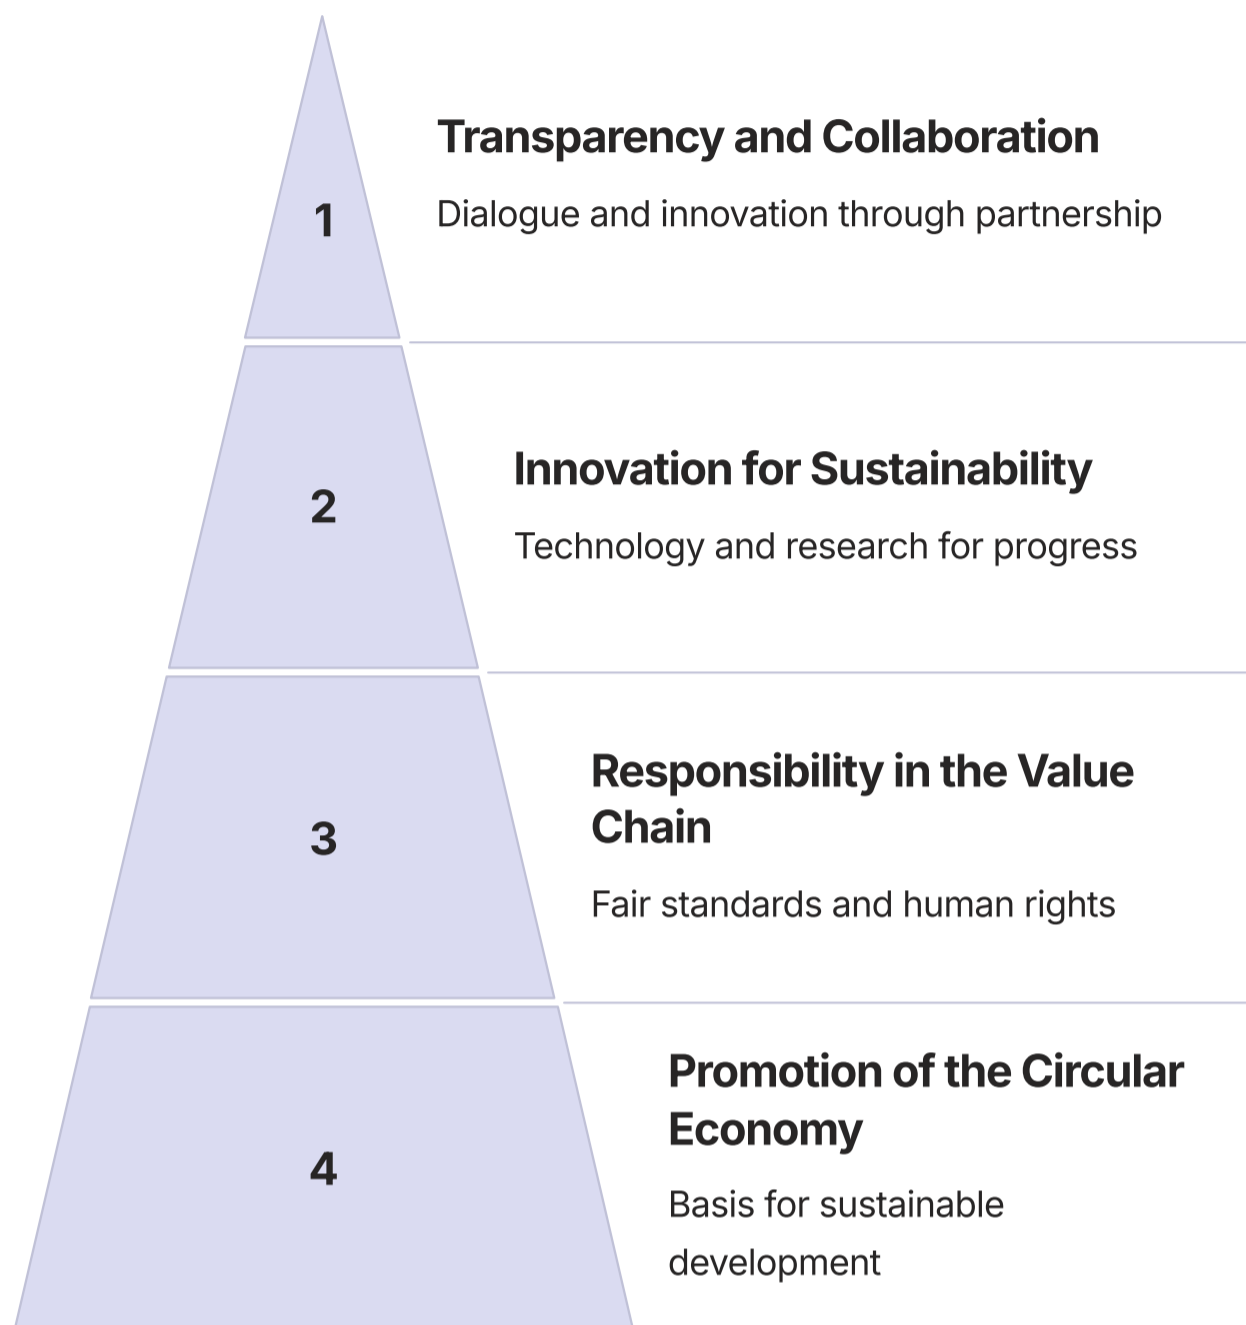 1
Transparency and Collaboration
Dialogue and innovation through partnership
2
Innovation for Sustainability
Technology and research for progress
3
Responsibility in the Value
Chain
Fair standards and human rights
4
Promotion of the Circular
Economy
Basis for sustainable
development